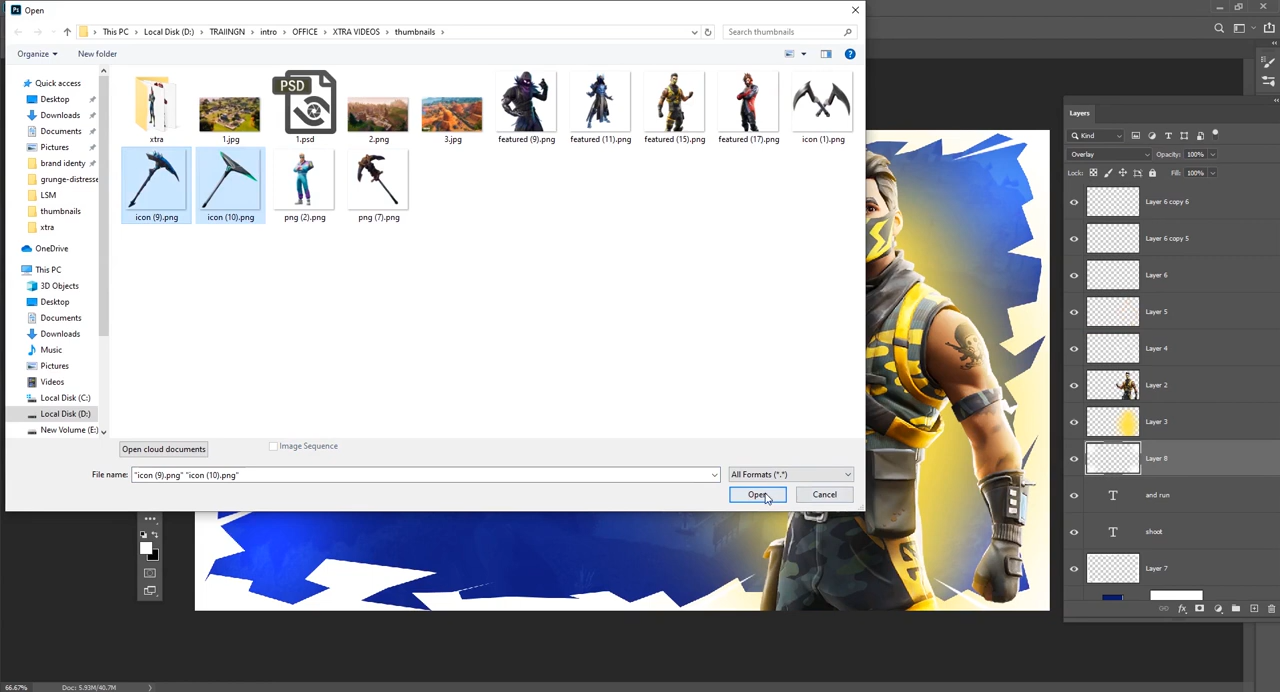 Ps Open
This PC > Local Disk (D:) > TRAIINGN > intro > OFFICE > XTRA VIDEOS > thumbnails >
Search thumbnails
Organize
New folder
Quick access
Desktop
Downloads
Documents
Pictures
brand identy
grunge-distresse
LSM
thumbnails
xtra
OneDrive
This PC
3D Objects
Desktop
Documents
Downloads
Music
Pictures
Videos
Local Disk (C:)
Local Disk (D:)
New Volume (E:)
PSD
xtra
1.jpg
1.psd
2.png
3.jpg
featured (9).png
featured (11).png
featured (15).png
featured (17).png
icon (1).png
icon (9).png
icon (10).png
png (2).png
png (7).png
Open cloud documents
Image Sequence
File name:
"icon (9).png" "icon (10).png"
All Formats (*.*)
Open
Cancel
Layers
Kind
Overlay
Opacity: 100%
Lock:
Fill: 100%
Layer 6 copy 6
Layer 6 copy 5
Layer 6
Layer 5
Layer 4
Layer 2
Layer 3
Layer 8
T and run
T shoot
Layer 7
fx
66.67%
Doc: 5.93M/40.7M